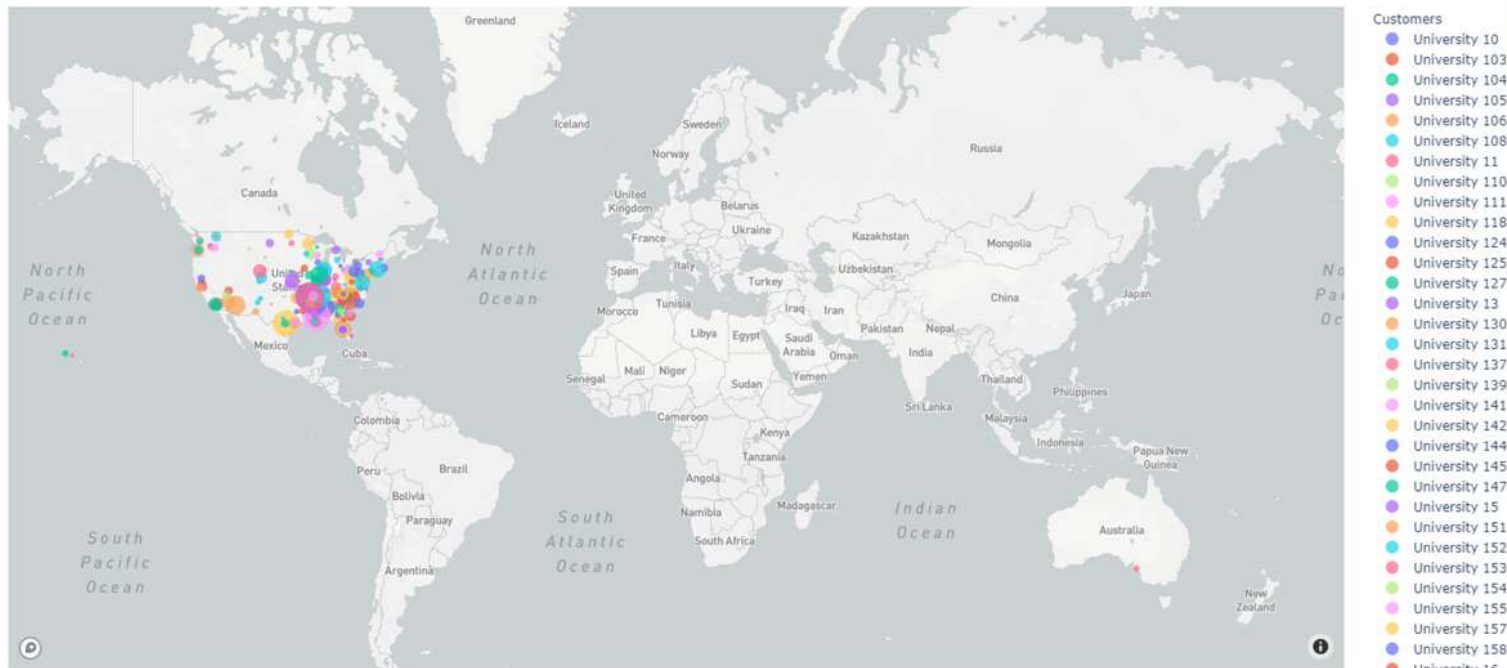 Greenland
Iceland
Sweden
Norway
Russia
Canada
United
Kingdom
Belarus
Ukraine
Kazakhstan
Mongolia
France
North
Atlantic
Ocean
North
Pacific
Ocean
Spain
Italy
Turkey
Uzbekistan
China
Japan
Morocco
Tunisia
Iraq
Iran
Mexico
Cuba
Libya
Egypt
Saudi
Arabia
Pakistan
Nepal
India
Oman
Senegal
Mali
Niger
Sudan
Yemen
Thailand
Philippines
Sri Lanka
Cameroon
Malaysia
Colombia
Kenya
Indonesia
Papua New
Guinea
Tanzania
Peru
Brazil
Angola
Bolivia
Namibia
Madagascar
Indian
Ocean
Paraguay
South
Atlantic
Ocean
Australia
South
Pacific
Ocean
South Africa
Argentina
New
Zealand
Customers
University 10
University 103
University 104
University 105
University 106
University 108
University 11
University 110
University 111
University 118
University 124
University 125
University 127
University 13
University 130
University 131
University 137
University 139
University 141
University 142
University 144
University 145
University 147
University 15
University 151
University 152
University 153
University 154
University 155
University 157
University 158